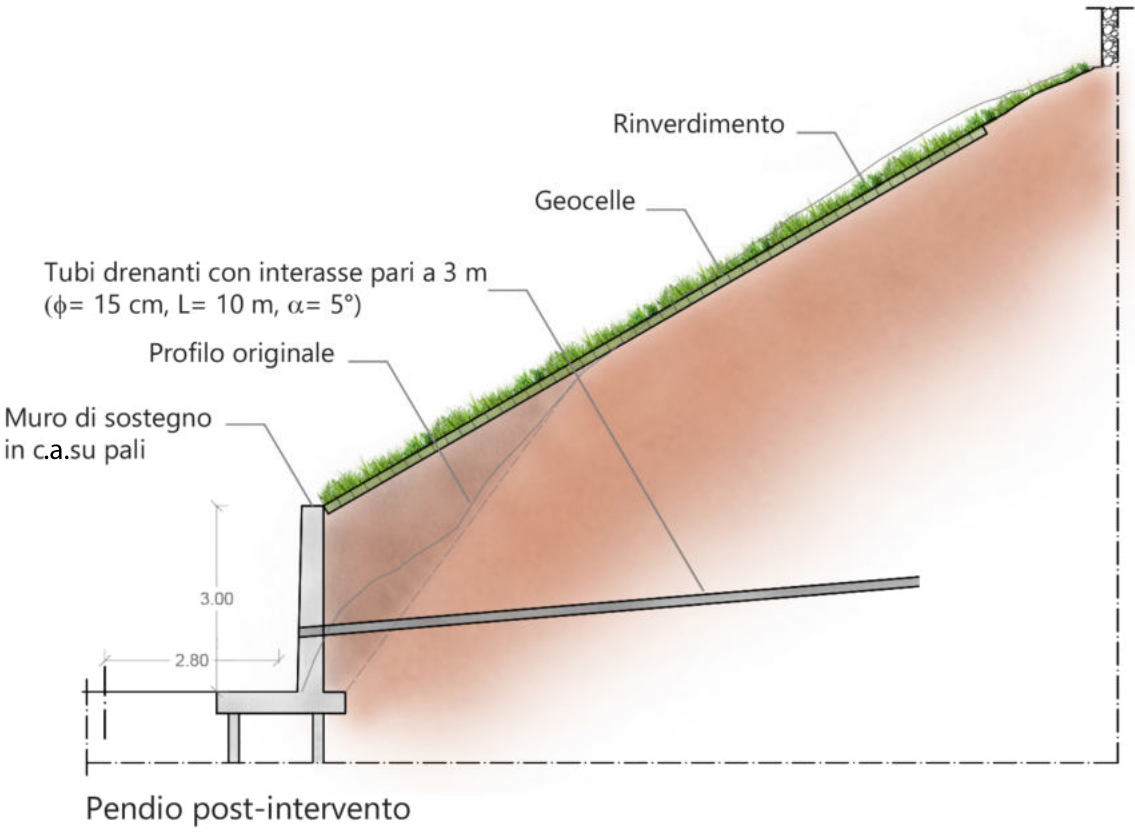 Rinverdimento
Geocelle
Tubi drenanti con interasse pari a 3 m
(ϕ= 15 cm, L= 10 m, α= 5°)
Profilo originale
Muro di sostegno
in c.a.su pali
3.00
2.80
Pendio post-intervento